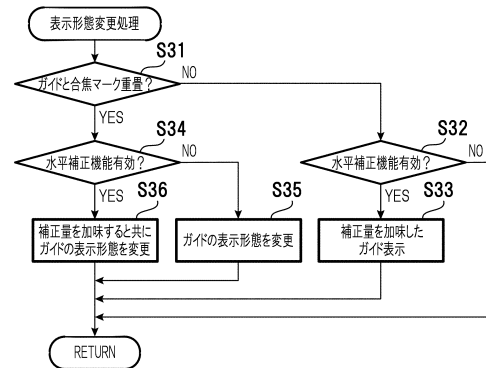 表示形態変更処理
S31
ガイドと合焦マーク重畳？
NO
YES
S34
水平補正機能有効？
NO
YES
S32
水平補正機能有効？
NO
YES
S36
補正量を加味すると共に
ガイドの表示形態を変更
S35
ガイドの表示形態を変更
S33
補正量を加味した
ガイド表示
RETURN